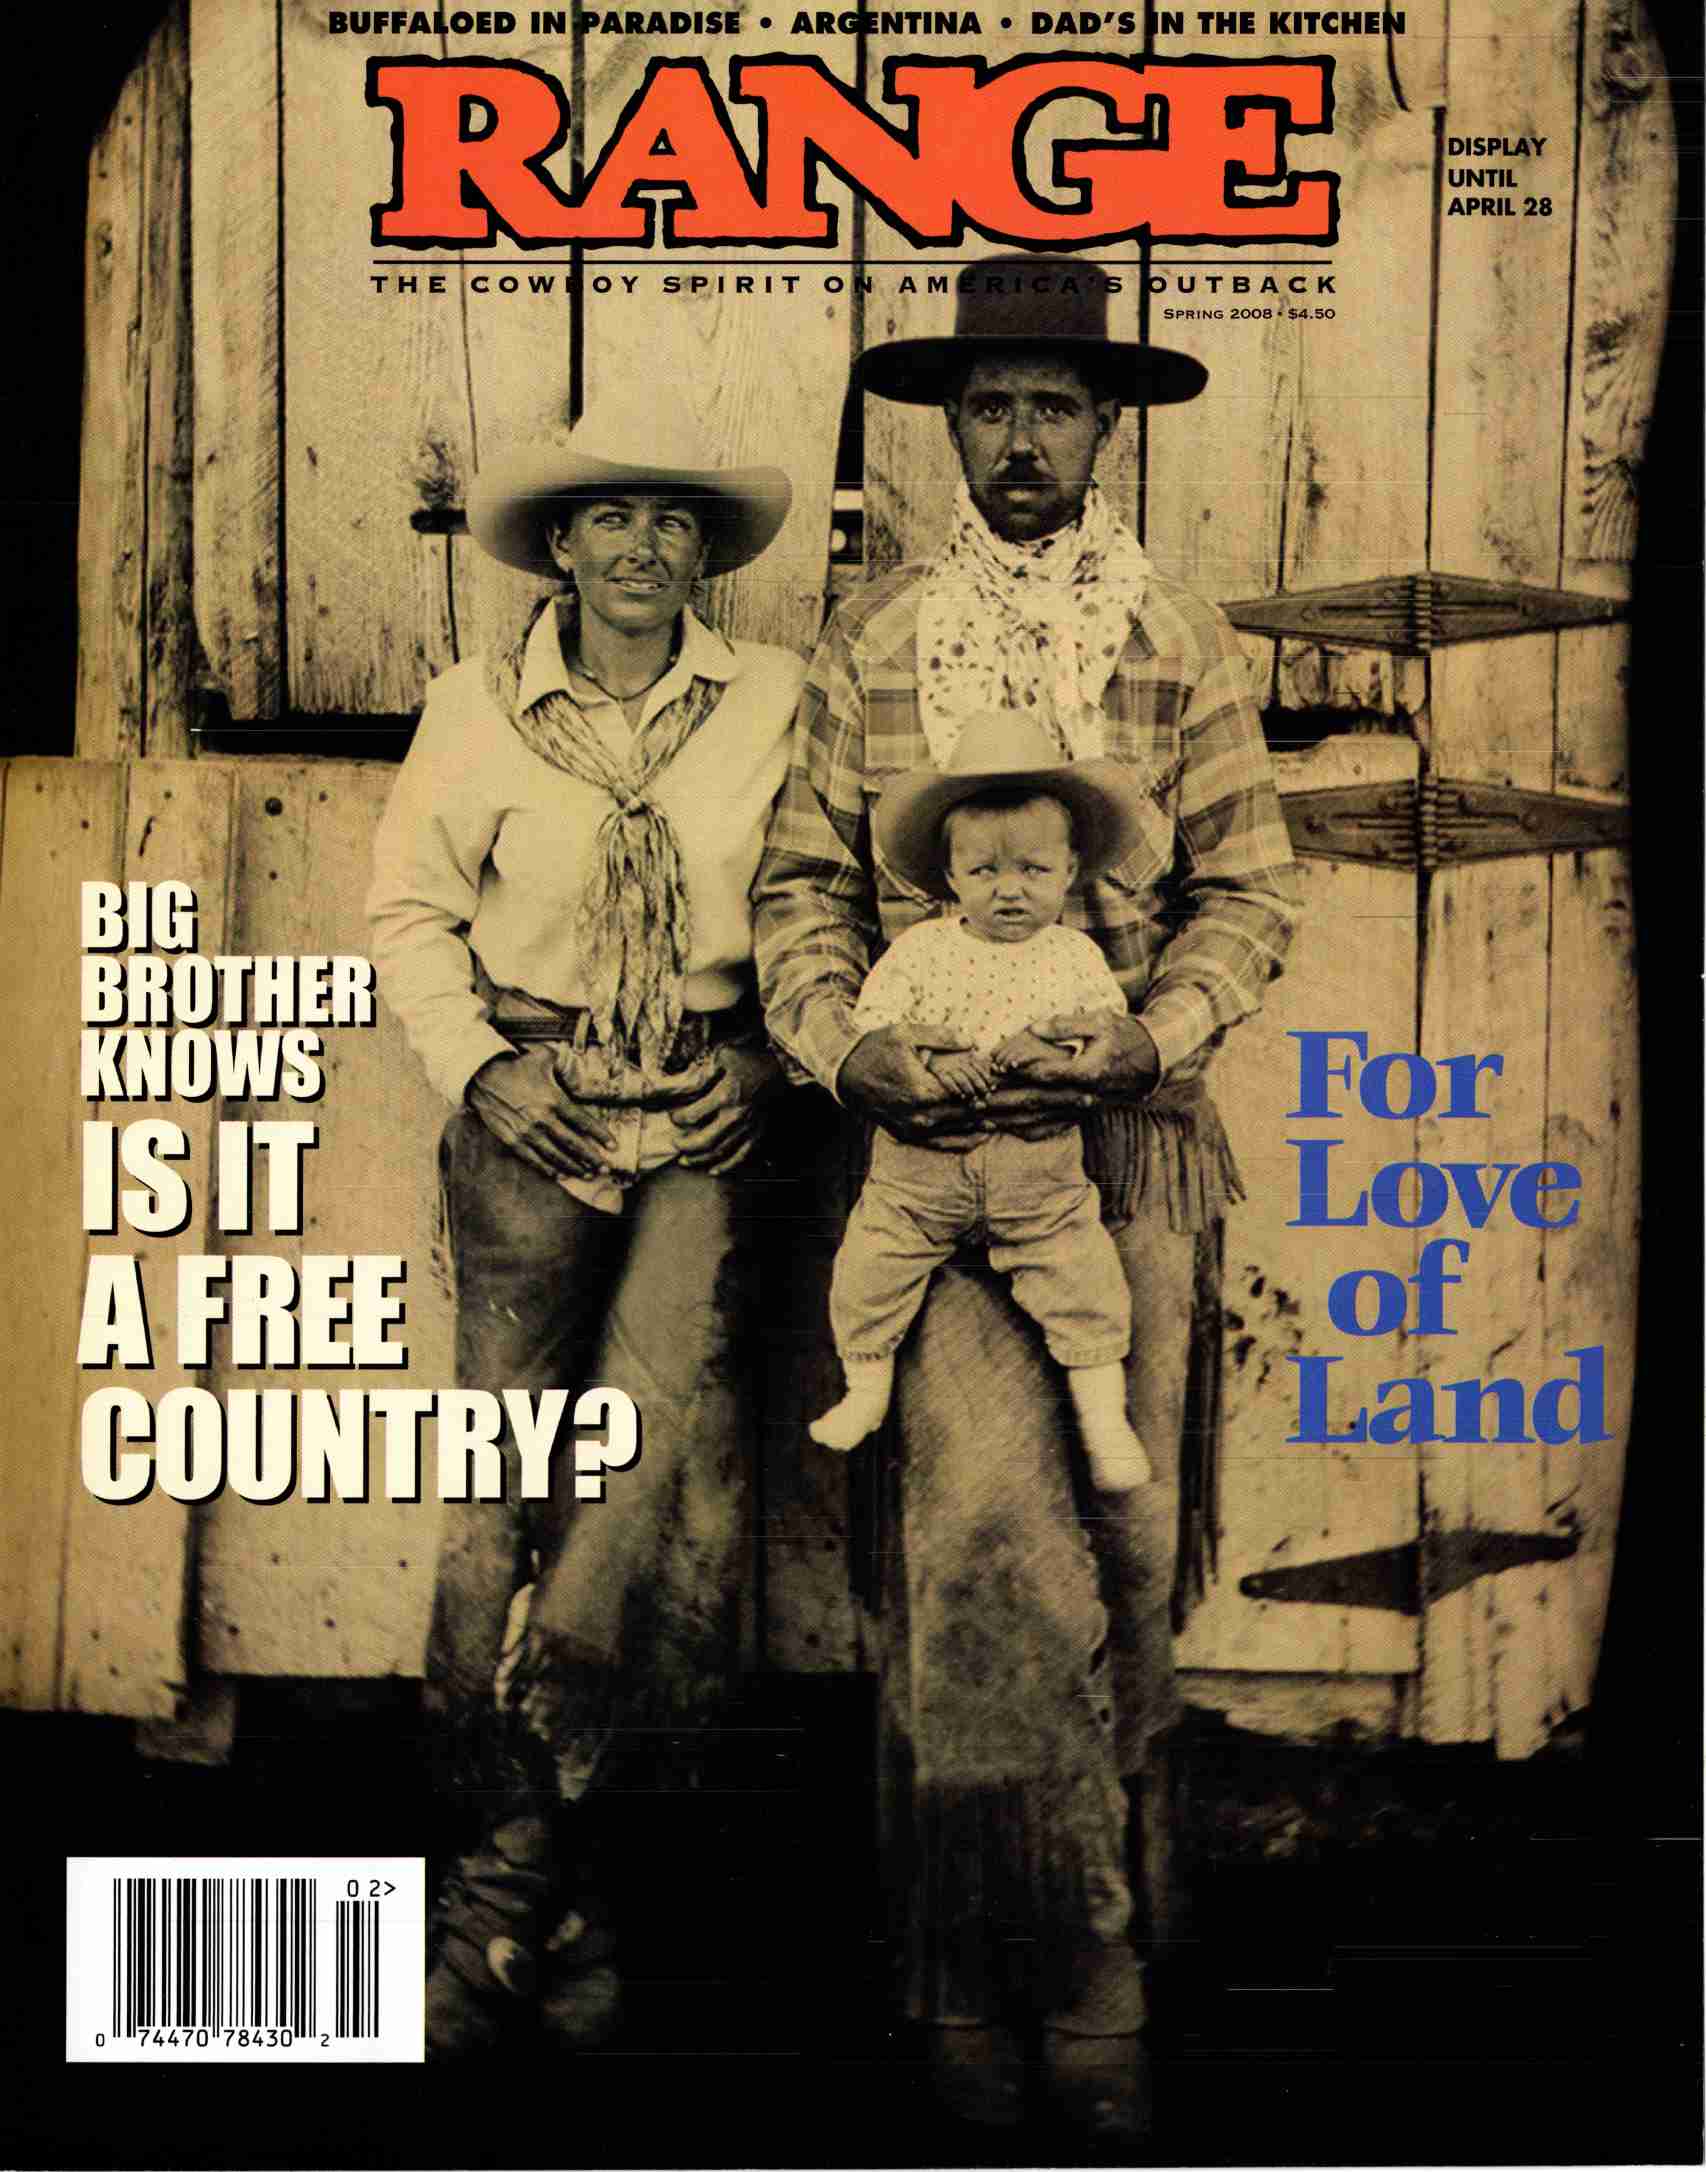 BUFFALOED IN PARADISE • ARGENTINA • DAD'S IN THE KITCHEN
RANGE
DISPLAY
UNTIL
APRIL 28
THE COWBOY SPIRIT ON AMERICA'S OUTBACK
SPRING 2008 • $4.50
BIG
BROTHER
KNOWS
IS IT
A FREE
COUNTRY?
For
Love
of
Land
02>
0 74470 78430 2